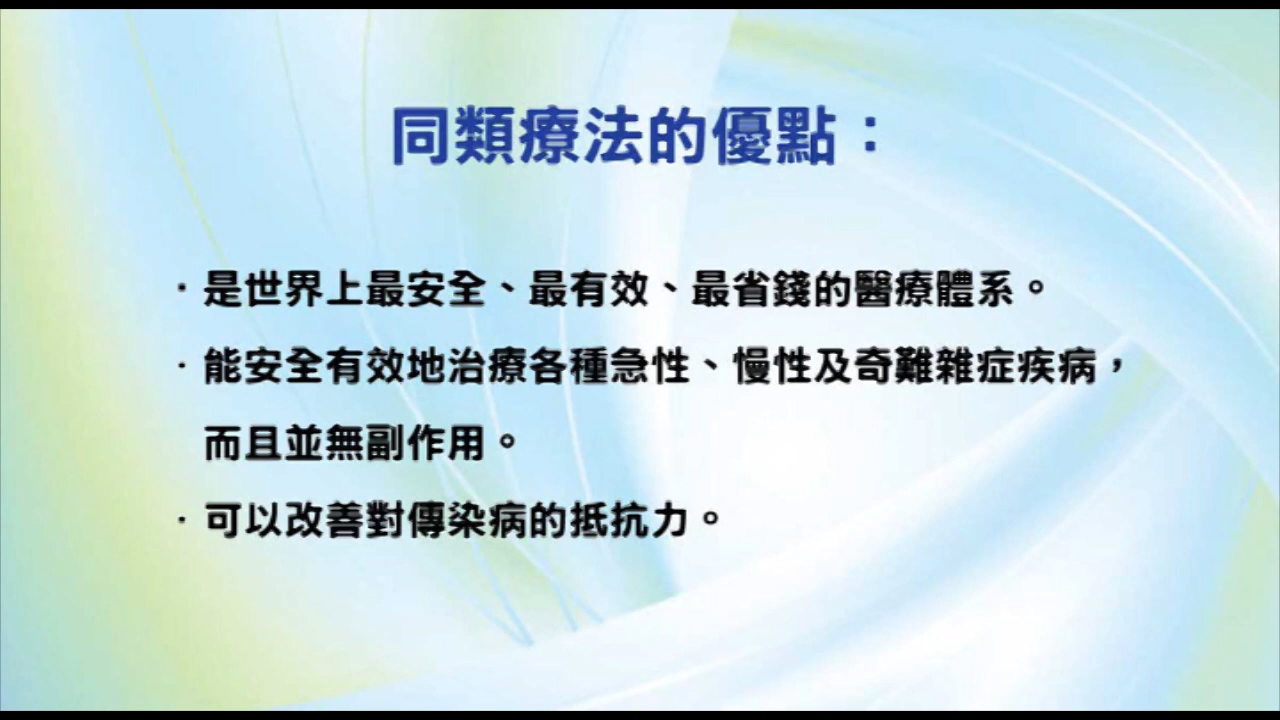 同類療法的優點：
·是世界上最安全、最有效、最省錢的醫療體系。
·能安全有效地治療各種急性、慢性及奇難雜症疾病，
而且並無副作用。
·可以改善對傳染病的抵抗力。